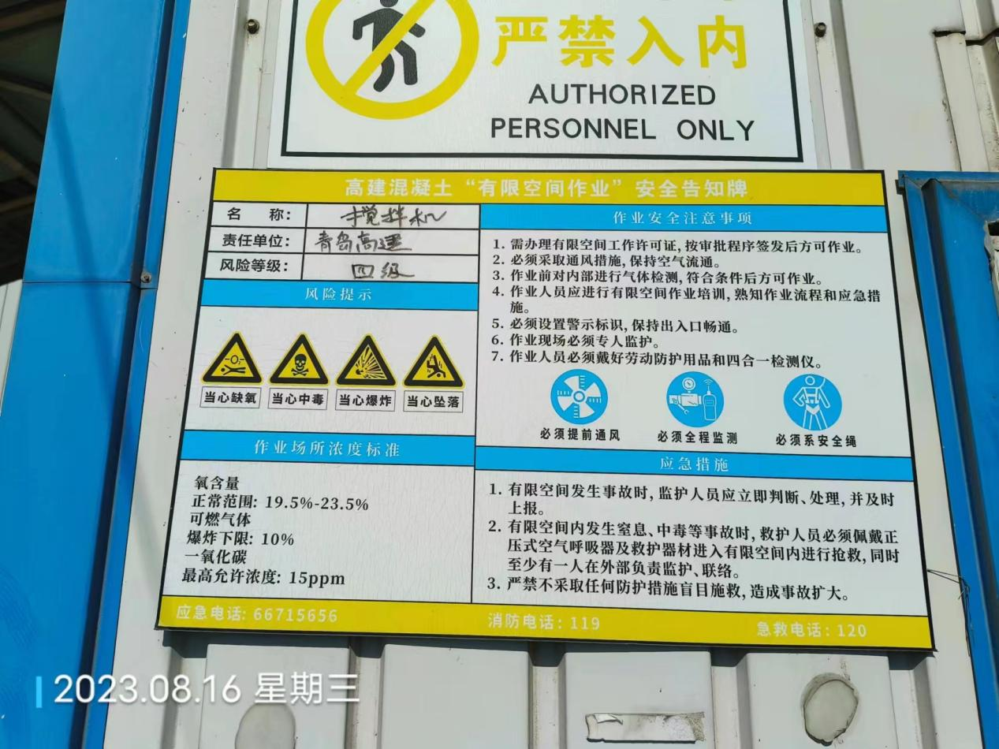 严禁入内
AUTHORIZED
PERSONNEL ONLY
高建混凝土“有限空间作业”安全告知牌
名 称: 搅拌机
责任单位: 青岛高建
风险等级: 四级
风险提示
当心缺氧 当心中毒 当心爆炸 当心坠落
作业场所浓度标准
氧含量
正常范围: 19.5%-23.5%
可燃气体
爆炸下限: 10%
一氧化碳
最高允许浓度: 15ppm
作业安全注意事项
1. 需办理有限空间工作许可证, 按审批程序签发后方可作业。
2. 必须采取通风措施, 保持空气流通。
3. 作业前对内部进行气体检测, 符合条件后方可作业。
4. 作业人员应进行有限空间作业培训, 熟知作业流程和应急措
施。
5. 必须设置警示标识, 保持出入口畅通。
6. 作业现场必须专人监护。
7. 作业人员必须戴好劳动防护用品和四合一检测仪。
必须提前通风 必须全程监测 必须系安全绳
应急措施
1. 有限空间发生事故时, 监护人员应立即判断、处理, 并及时
上报。
2. 有限空间内发生窒息、中毒等事故时, 救护人员必须佩戴正
压式空气呼吸器及救护器材进入有限空间内进行抢救, 同时
至少有一人在外部负责监护、联络。
3. 严禁不采取任何防护措施盲目施救, 造成事故扩大。
应急电话: 66715656 消防电话: 119 急救电话: 120
2023.08.16 星期三